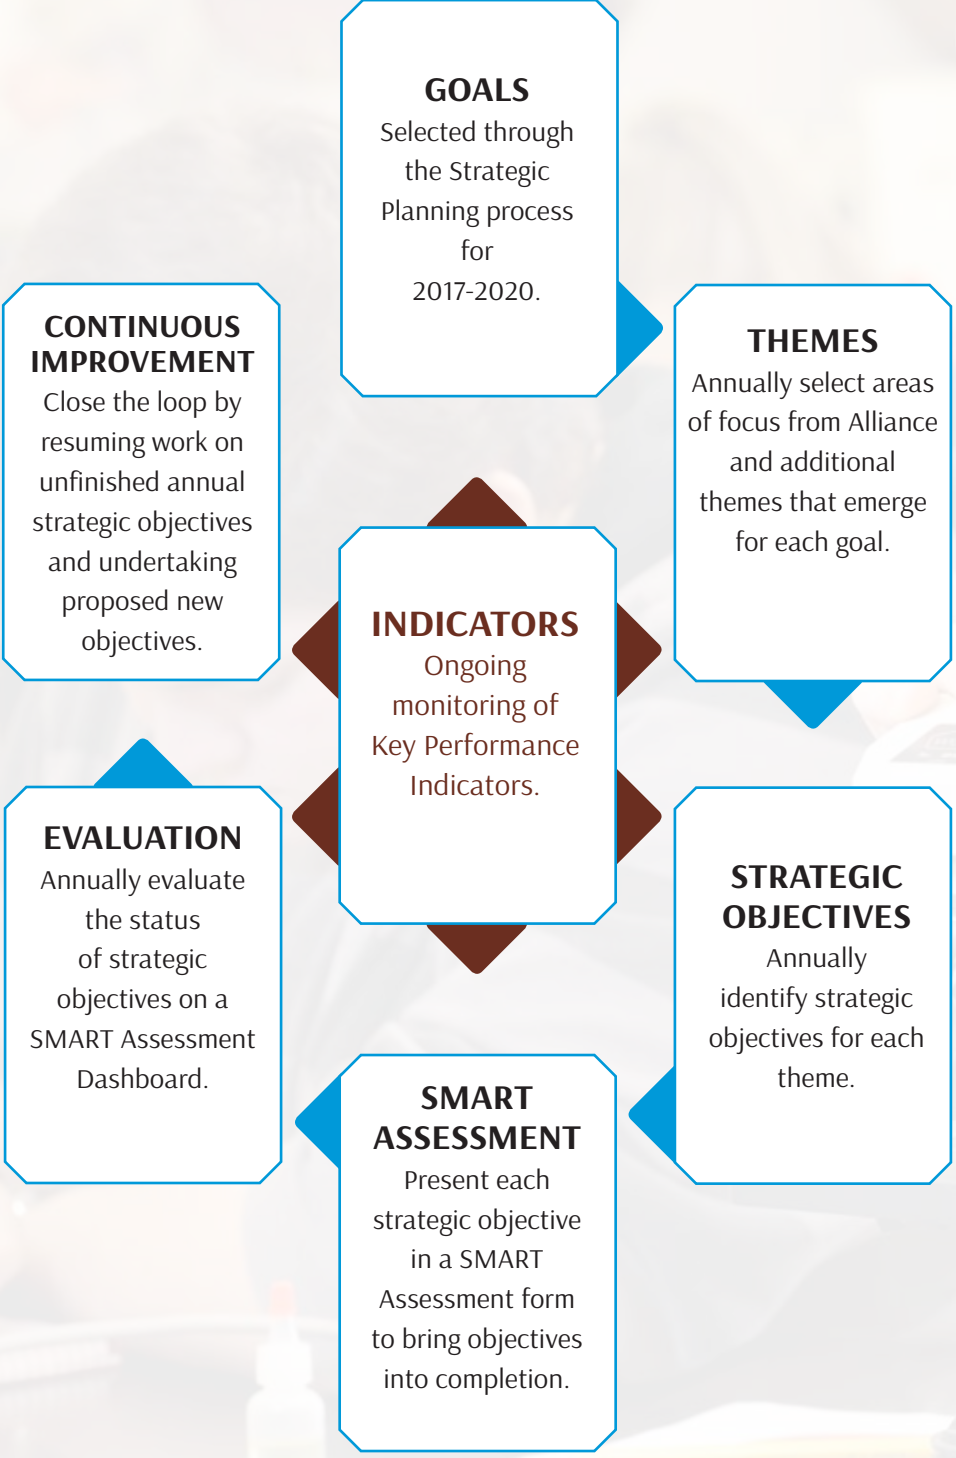 GOALS
Selected through
the Strategic
Planning process
for
2017-2020.
THEMES
Annually select areas
of focus from Alliance
and additional
themes that emerge
for each goal.
STRATEGIC
OBJECTIVES
Annually
identify strategic
objectives for each
theme.
SMART
ASSESSMENT
Present each
strategic objective
in a SMART
Assessment form
to bring objectives
into completion.
EVALUATION
Annually evaluate
the status
of strategic
objectives on a
SMART Assessment
Dashboard.
CONTINUOUS
IMPROVEMENT
Close the loop by
resuming work on
unfinished annual
strategic objectives
and undertaking
proposed new
objectives.
INDICATORS
Ongoing
monitoring of
Key Performance
Indicators.